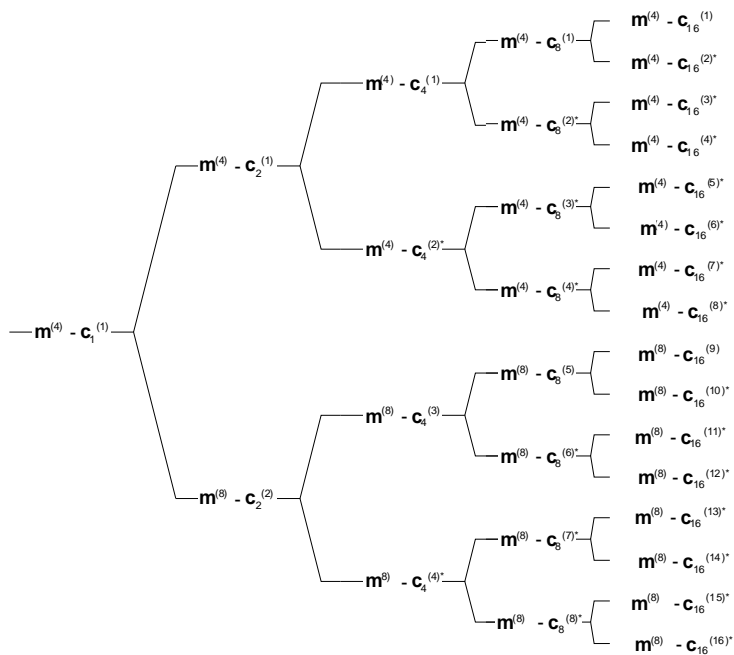 m(4) - c16(1)
m(4) - c8(1)
m(4) - c16(2)*
m(4) - c4(1)
m(4) - c16(3)*
m(4) - c8(2)*
m(4) - c16(4)*
m(4) - c2(1)
m(4) - c16(5)*
m(4) - c8(3)*
m(4) - c16(6)*
m(4) - c4(2)*
m(4) - c16(7)*
m(4) - c8(4)*
m(4) - c16(8)*
m(4) - c1(1)
m(8) - c16(9)
m(8) - c8(5)
m(8) - c16(10)*
m(8) - c4(3)
m(8) - c16(11)*
m(8) - c8(6)*
m(8) - c16(12)*
m(8) - c2(2)
m(8) - c16(13)*
m(8) - c8(7)*
m(8) - c16(14)*
m(8) - c4(4)*
m(8) - c16(15)*
m(8) - c8(8)*
m(8) - c16(16)*